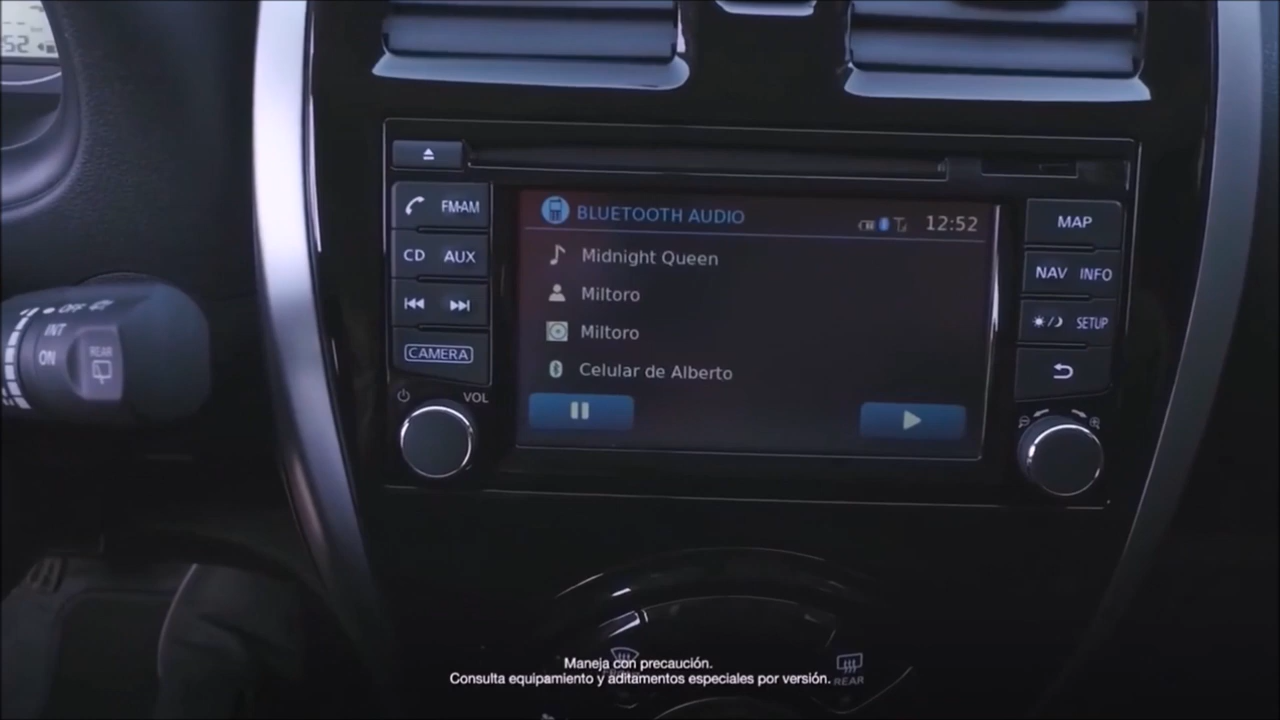 52
FM·AM
CD AUX
CAMERA
VOL
BLUETOOTH AUDIO 12:52
Midnight Queen
Miltoro
Miltoro
Celular de Alberto
MAP
NAV INFO
SETUP
OFF
INT
ON
REAR
REAR
Maneja con precaución.
Consulta equipamiento y aditamentos especiales por versión.